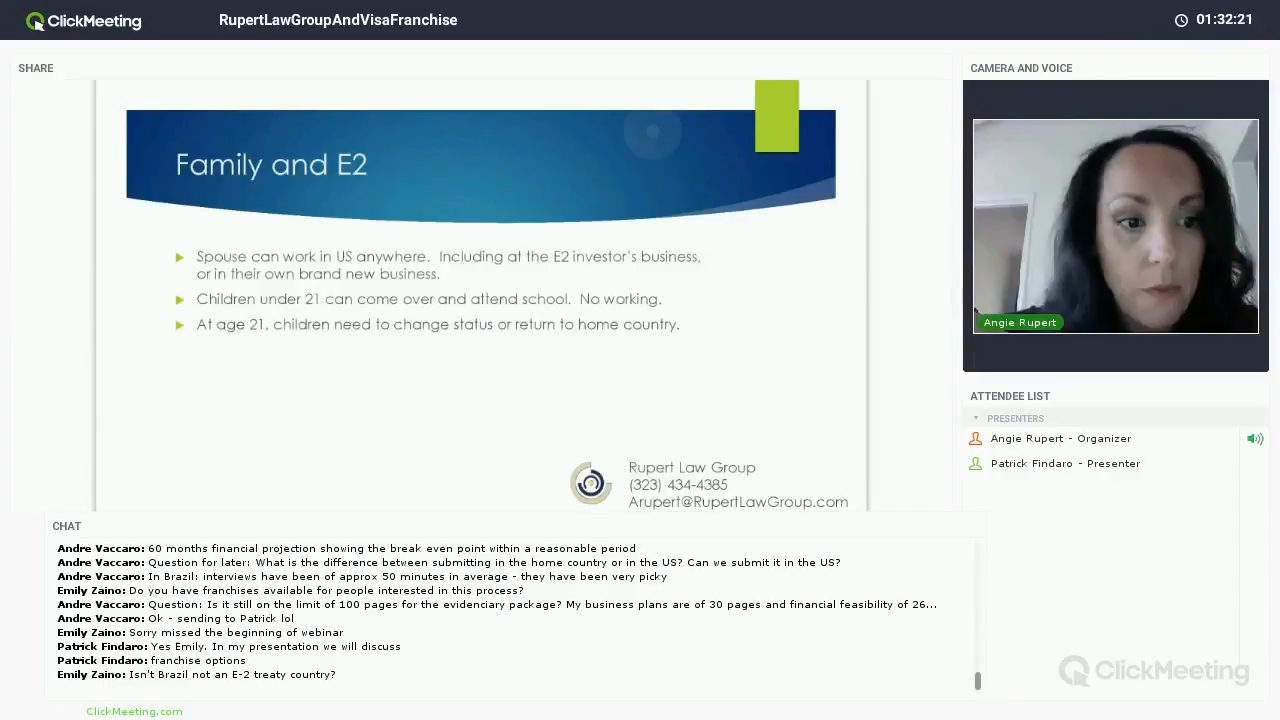 ClickMeeting
RupertLawGroupAndVisaFranchise
01:32:21
SHARE
Family and E2
Spouse can work in US anywhere. Including at the E2 investor's business,
or in their own brand new business.
Children under 21 can come over and attend school. No working.
At age 21, children need to change status or return to home country.
Rupert Law Group
(323) 434-4385
Arupert@RupertLawGroup.com
CAMERA AND VOICE
Angie Rupert
ATTENDEE LIST
PRESENTERS
Angie Rupert - Organizer
Patrick Findaro - Presenter
CHAT
Andre Vaccaro: 60 months financial projection showing the break even point within a reasonable period
Andre Vaccaro: Question for later: What is the difference between submitting in the home country or in the US? Can we submit it in the US?
Andre Vaccaro: In Brazil: interviews have been of approx 50 minutes in average - they have been very picky
Emily Zaino: Do you have franchises available for people interested in this process?
Andre Vaccaro: Question: Is it still on the limit of 100 pages for the evidenciary package? My business plans are of 30 pages and financial feasibility of 26...
Andre Vaccaro: Ok - sending to Patrick lol
Emily Zaino: Sorry missed the beginning of webinar
Patrick Findaro: Yes Emily. In my presentation we will discuss
Patrick Findaro: franchise options
Emily Zaino: Isn't Brazil not an E-2 treaty country?
ClickMeeting
ClickMeeting.com